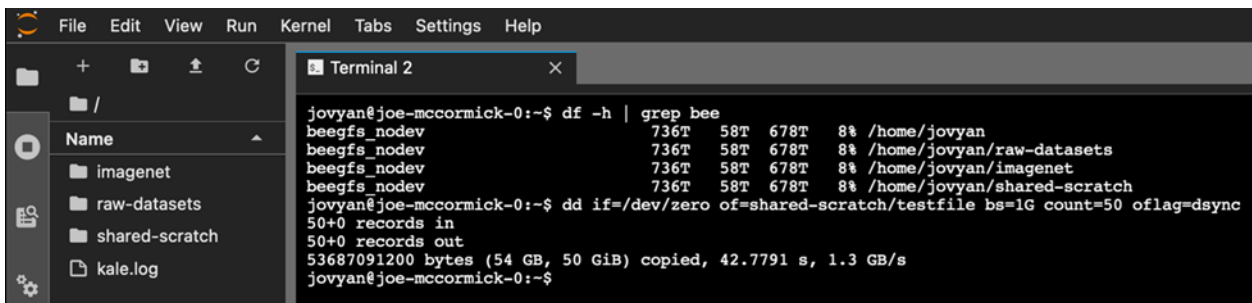 File Edit View Run Kernel Tabs Settings Help
Terminal 2
/
Name
imagenet
raw-datasets
shared-scratch
kale.log
jovyan@joe-mccormick-0:~$ df -h | grep bee
beegfs_nodev 736T 58T 678T 8% /home/jovyan
beegfs_nodev 736T 58T 678T 8% /home/jovyan/raw-datasets
beegfs_nodev 736T 58T 678T 8% /home/jovyan/imagenet
beegfs_nodev 736T 58T 678T 8% /home/jovyan/shared-scratch
jovyan@joe-mccormick-0:~$ dd if=/dev/zero of=shared-scratch/testfile bs=1G count=50 oflag=dsync
50+0 records in
50+0 records out
53687091200 bytes (54 GB, 50 GiB) copied, 42.7791 s, 1.3 GB/s
jovyan@joe-mccormick-0:~$